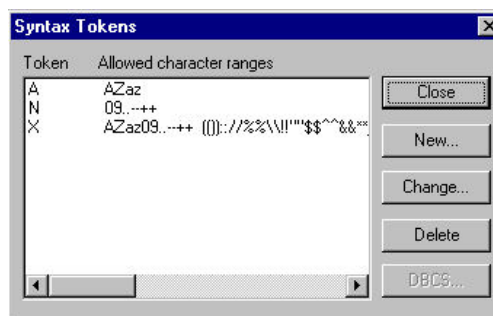 Syntax Tokens
Token Allowed character ranges
A AZaz
N 09..--++
X AZaz09..--++ (())::://%%\\!!""$$^^&&**
Close
New...
Change...
Delete
DBCS...